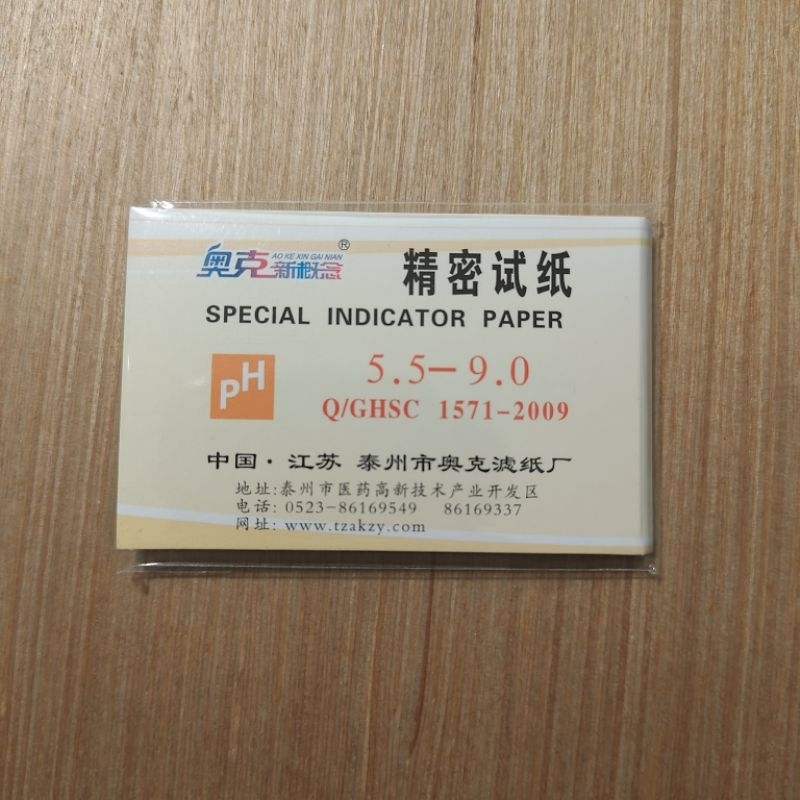 奥克 AO KE XIN GAI NIAN ®
新概念
精密试纸
SPECIAL INDICATOR PAPER
pH
5.5-9.0
Q/GHSC 1571-2009
中国·江苏 泰州市奥克滤纸厂
地址:泰州市医药高新技术产业开发区
电话: 0523-86169549 86169337
网址: www.tzakzy.com